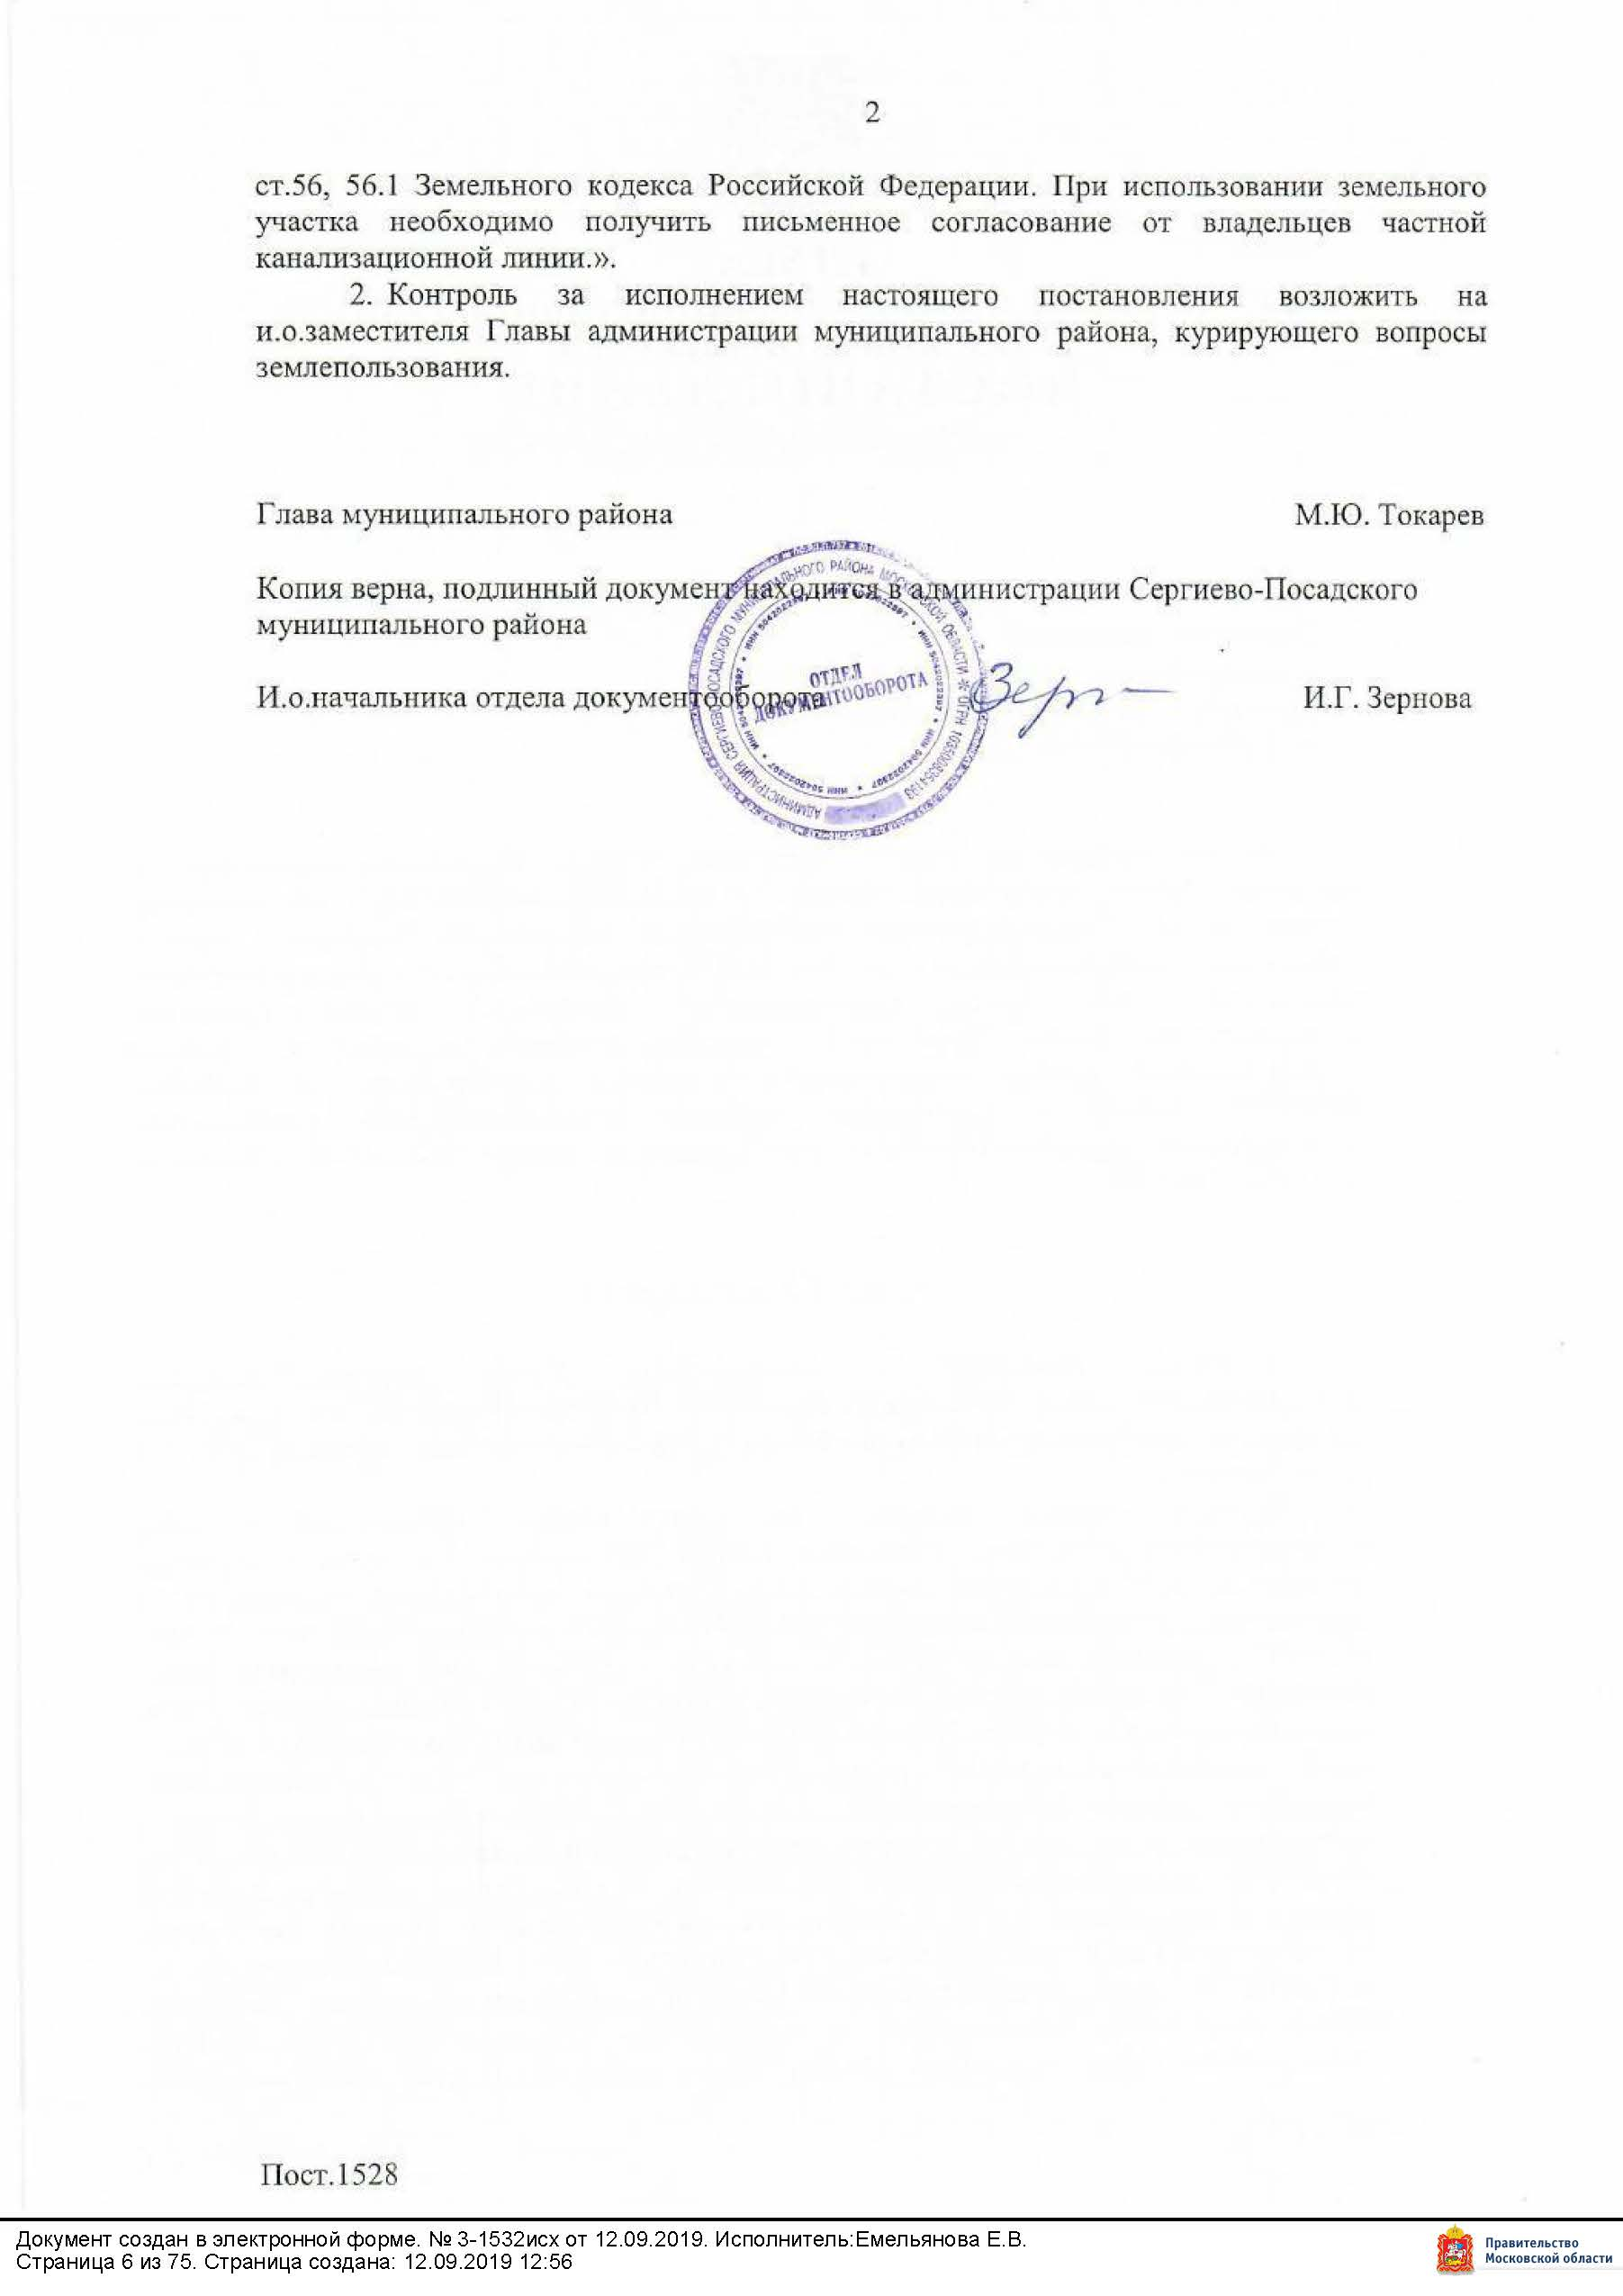 2
ст.56, 56.1 Земельного кодекса Российской Федерации. При использовании земельного
участка необходимо получить письменное согласование от владельцев частной
канализационной линии.».
2. Контроль за исполнением настоящего постановления возложить на
и.о.заместителя Главы администрации муниципального района, курирующего вопросы
землепользования.
Глава муниципального района М.Ю. Токарев
Копия верна, подлинный документ находится в администрации Сергиево-Посадского
муниципального района
И.о.начальника отдела документооборота И.Г. Зернова
ОТДЕЛ
ДОКУМЕНТООБОРОТА
Пост.1528
Документ создан в электронной форме. № 3-1532исх от 12.09.2019. Исполнитель:Емельянова Е.В.
Страница 6 из 75. Страница создана: 12.09.2019 12:56
Правительство
Московской области